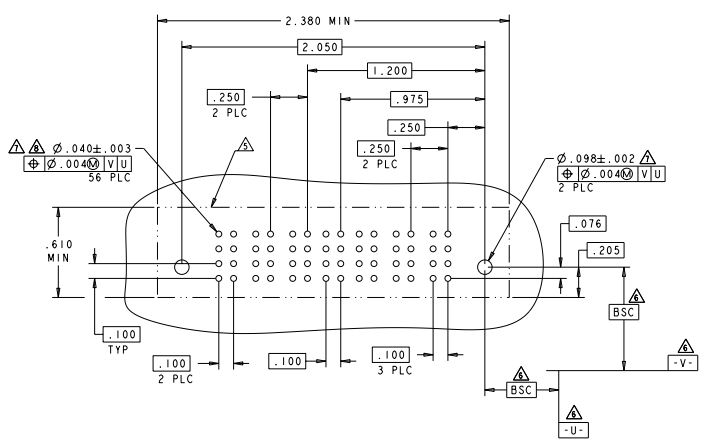 2.380 MIN
2.050
1.200
.250
2 PLC
.975
.250
.250
2 PLC
7 8 Ø.040±.003
⌖ Ø.004Ⓜ V U
56 PLC
5
Ø.098±.002 7
⌖ Ø.004Ⓜ V U
2 PLC
.076
.205
.610
MIN
6
BSC
.100
TYP
.100
2 PLC
.100
.100
3 PLC
6
BSC
6
-V-
6
-U-